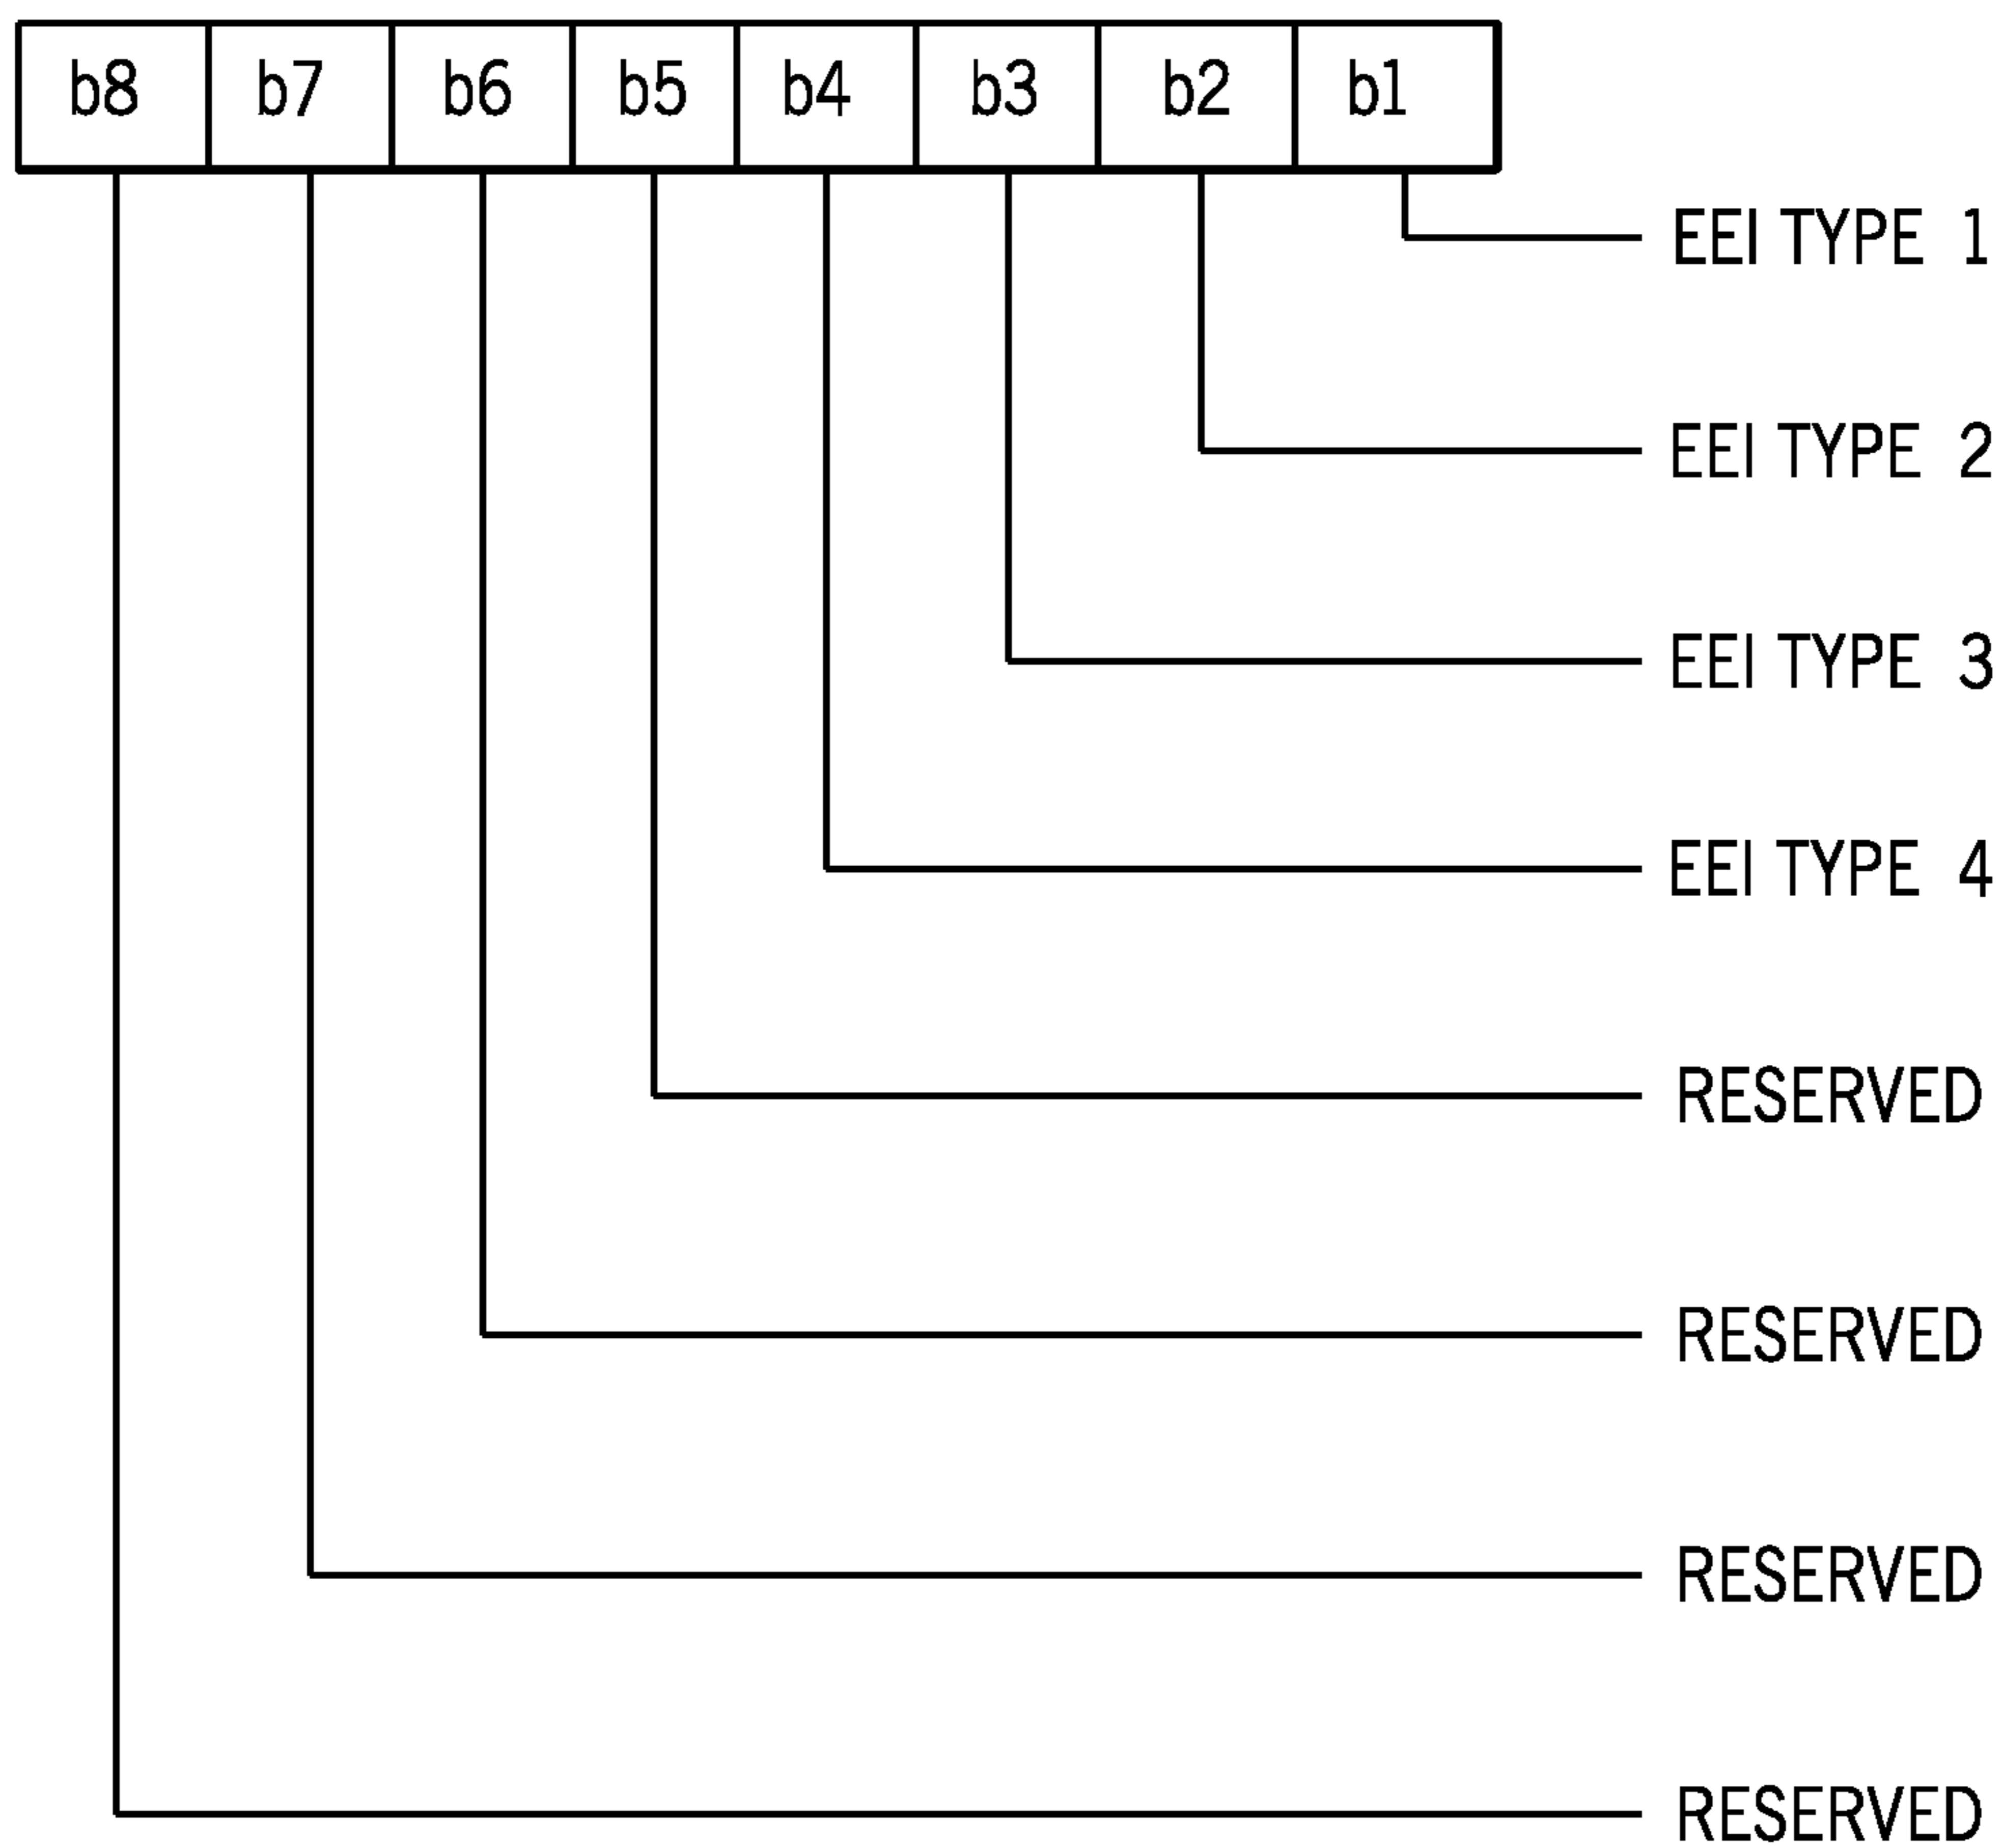 b8 b7 b6 b5 b4 b3 b2 b1
EEI TYPE 1
EEI TYPE 2
EEI TYPE 3
EEI TYPE 4
RESERVED
RESERVED
RESERVED
RESERVED